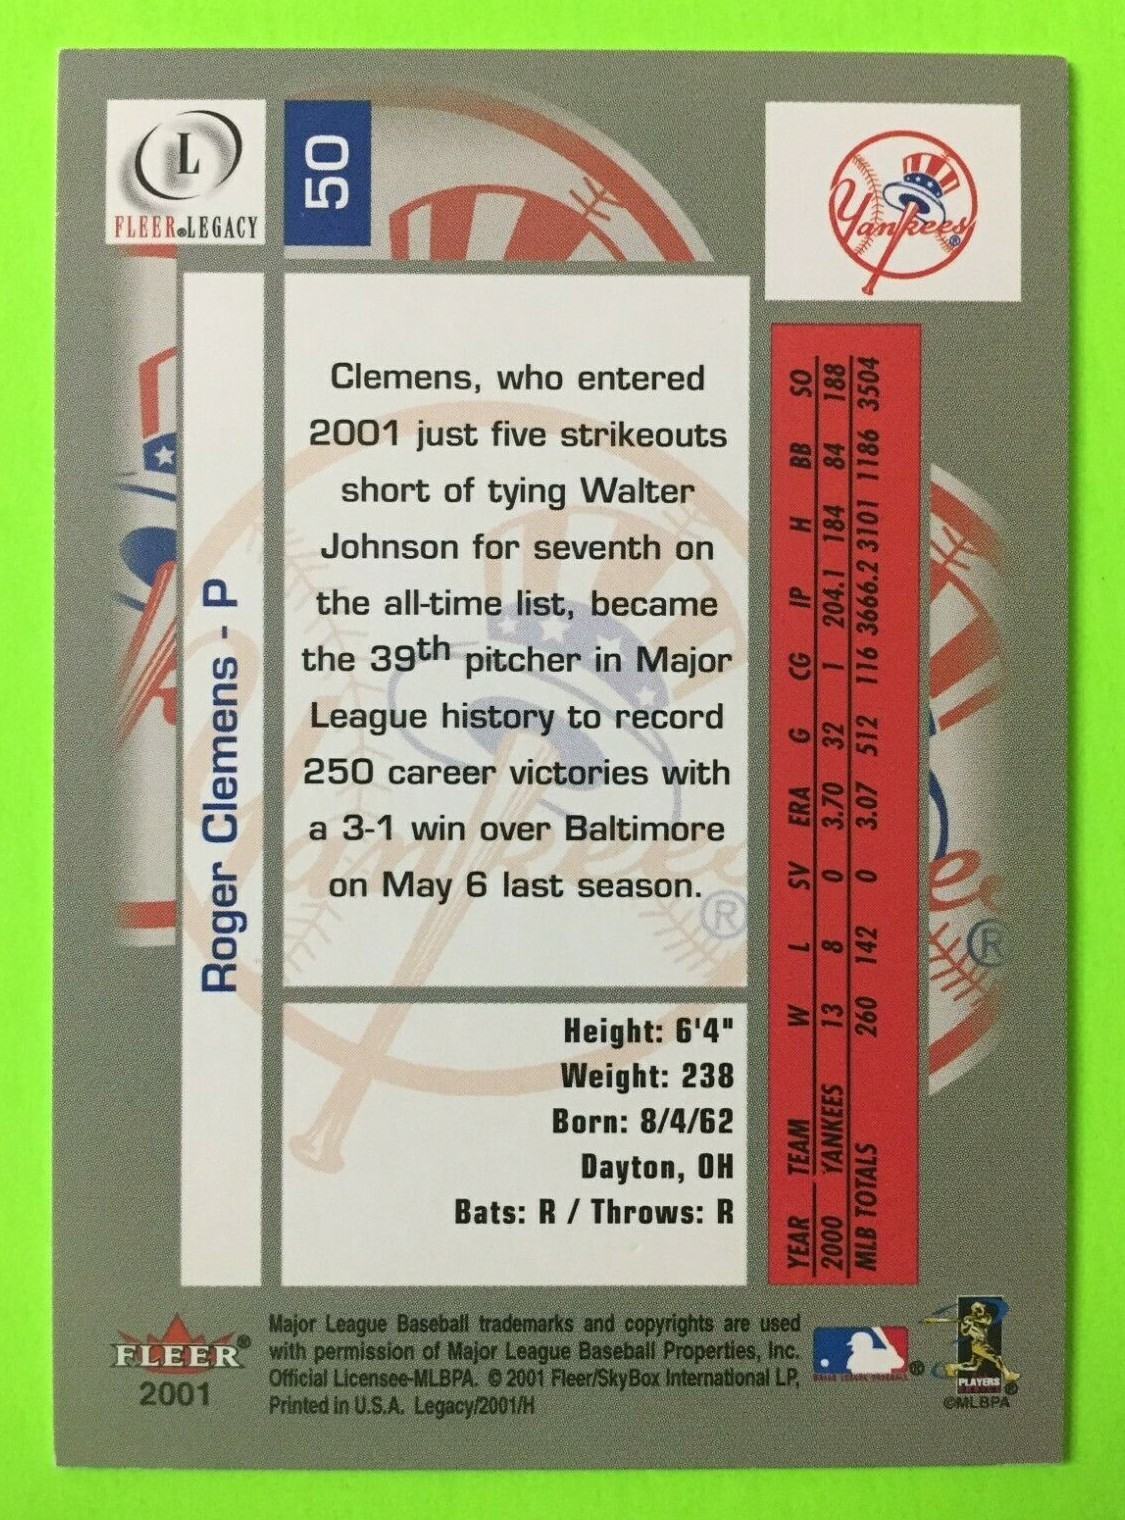 L
FLEER LEGACY
50
Yankees®
Roger Clemens - P
Clemens, who entered
2001 just five strikeouts
short of tying Walter
Johnson for seventh on
the all-time list, became
the 39th pitcher in Major
League history to record
250 career victories with
a 3-1 win over Baltimore
on May 6 last season.
®
Height: 6'4"
Weight: 238
Born: 8/4/62
Dayton, OH
Bats: R / Throws: R
YEAR TEAM W L SV ERA G CG IP H BB SO
2000 YANKEES 13 8 0 3.70 32 1 204.1 184 84 188
MLB TOTALS 260 142 0 3.07 512 116 3666.2 3101 1186 3504
®
FLEER®
2001
Major League Baseball trademarks and copyrights are used
with permission of Major League Baseball Properties, Inc.
Official Licensee-MLBPA. © 2001 Fleer/SkyBox International LP,
Printed in U.S.A. Legacy/2001/H
MAJOR LEAGUE BASEBALL®
PLAYERS
®
©MLBPA